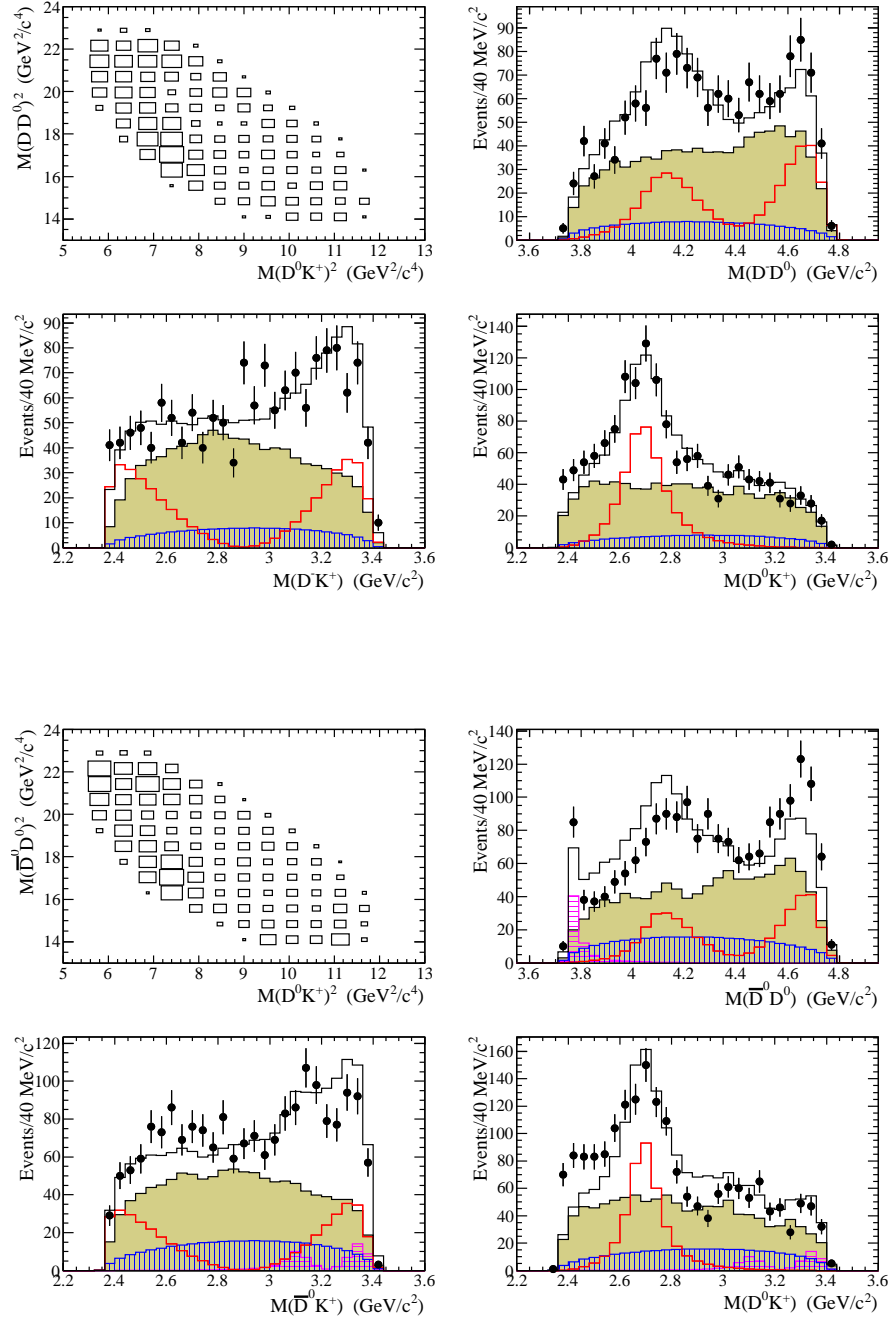 M(D⁻D⁰)² (GeV²/c⁴)
24
22
20
18
16
14
5 6 7 8 9 10 11 12 13
M(D⁰K⁺)² (GeV²/c⁴)
Events/40 MeV/c²
100
80
60
40
20
0
3.6 3.8 4 4.2 4.4 4.6 4.8
M(D⁻D⁰) (GeV/c²)
Events/40 MeV/c²
90
80
70
60
50
40
30
20
10
0
2.2 2.4 2.6 2.8 3 3.2 3.4 3.6
M(D⁻K⁺) (GeV/c²)
Events/40 MeV/c²
140
120
100
80
60
40
20
0
2.2 2.4 2.6 2.8 3 3.2 3.4 3.6
M(D⁰K⁺) (GeV/c²)
M(D̅⁰D⁰)² (GeV²/c⁴)
24
22
20
18
16
14
5 6 7 8 9 10 11 12 13
M(D⁰K⁺)² (GeV²/c⁴)
Events/40 MeV/c²
140
120
100
80
60
40
20
0
3.6 3.8 4 4.2 4.4 4.6 4.8
M(D̅⁰D⁰) (GeV/c²)
Events/40 MeV/c²
120
100
80
60
40
20
0
2.2 2.4 2.6 2.8 3 3.2 3.4 3.6
M(D̅⁰K⁺) (GeV/c²)
Events/40 MeV/c²
160
140
120
100
80
60
40
20
0
2.2 2.4 2.6 2.8 3 3.2 3.4 3.6
M(D⁰K⁺) (GeV/c²)